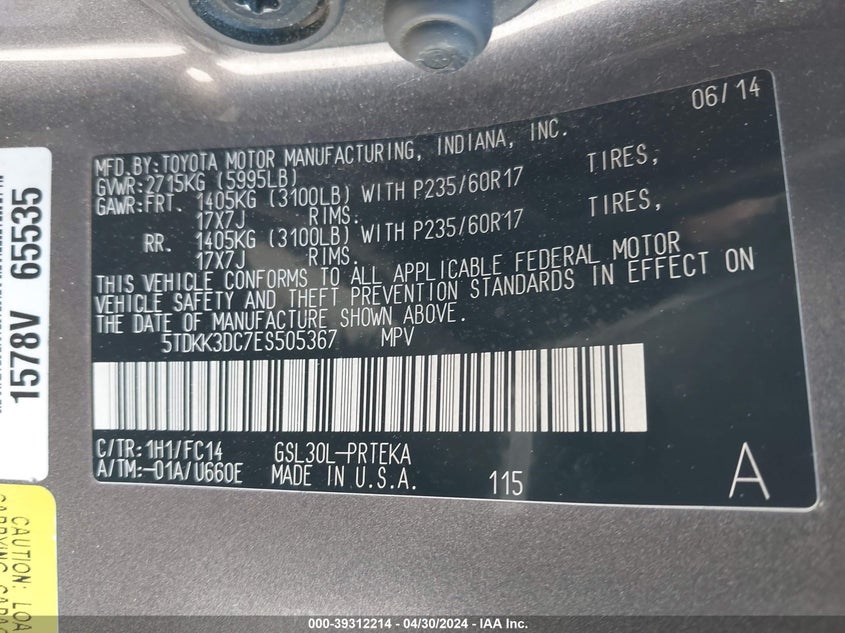 06/14
MFD.BY:TOYOTA MOTOR MANUFACTURING, INDIANA, INC.
GVWR:2715KG (5995LB)
GAWR:FRT. 1405KG (3100LB) WITH P235/60R17 TIRES,
17X7J RIMS.
RR. 1405KG (3100LB) WITH P235/60R17 TIRES,
17X7J RIMS.
THIS VEHICLE CONFORMS TO ALL APPLICABLE FEDERAL MOTOR
VEHICLE SAFETY AND THEFT PREVENTION STANDARDS IN EFFECT ON
THE DATE OF MANUFACTURE SHOWN ABOVE.
5TDKK3DC7ES505367 MPV
C/TR:1H1/FC14 GSL30L-PRTEKA
A/TM:-01A/U660E MADE IN U.S.A. 115 A
1578V 65535
CAUTION: LOA
CARRYING CAPAC
000-39312214 - 04/30/2024 - IAA Inc.